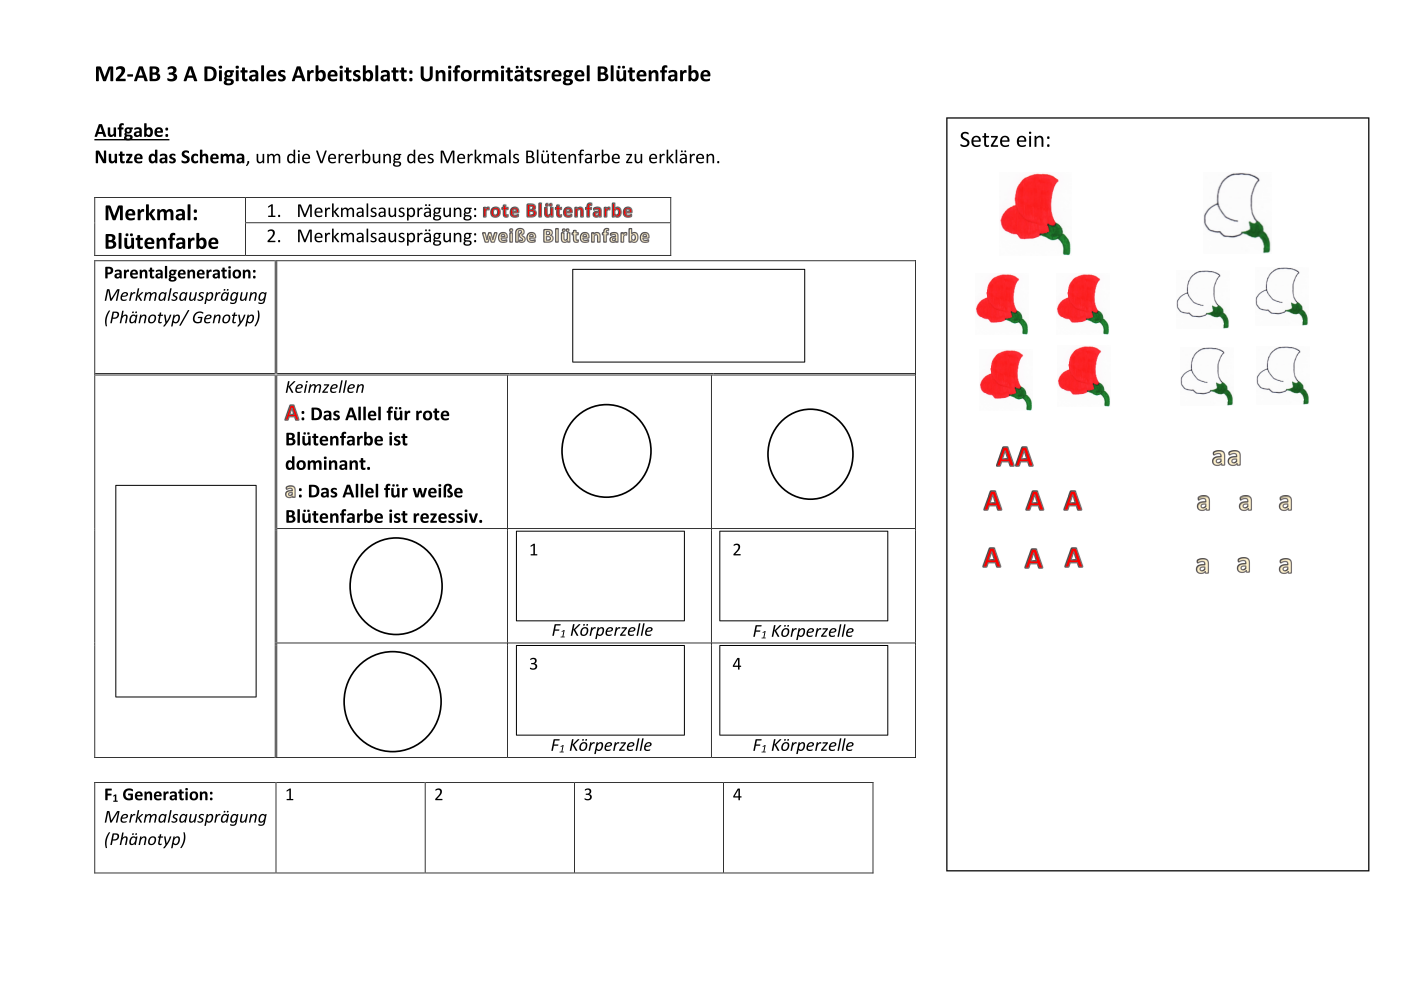 M2-AB 3 A Digitales Arbeitsblatt: Uniformitätsregel Blütenfarbe
Aufgabe:
Nutze das Schema, um die Vererbung des Merkmals Blütenfarbe zu erklären.
Merkmal:
Blütenfarbe
1. Merkmalsausprägung: rote Blütenfarbe
2. Merkmalsausprägung: weiße Blütenfarbe
Parentalgeneration:
Merkmalsausprägung
(Phänotyp/ Genotyp)
Keimzellen
A: Das Allel für rote
Blütenfarbe ist
dominant.
a: Das Allel für weiße
Blütenfarbe ist rezessiv.
1
2
F₁ Körperzelle
F₁ Körperzelle
3
4
F₁ Körperzelle
F₁ Körperzelle
F₁ Generation:
Merkmalsausprägung
(Phänotyp)
1
2
3
4
Setze ein:
AA aa
A A A a a a
A A A a a a